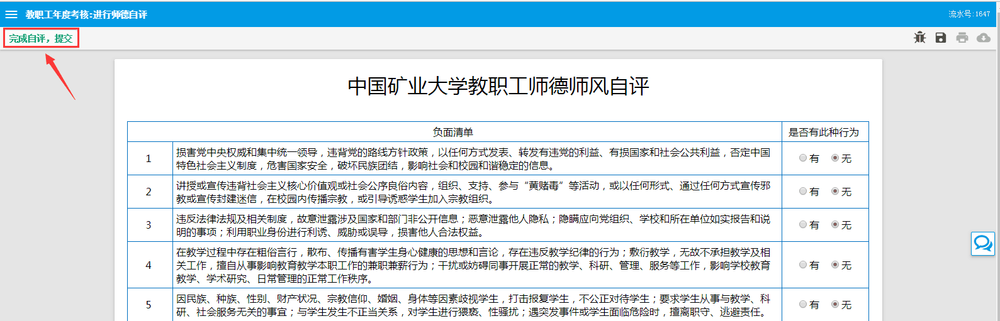 教职工年度考核:进行师德自评
流水号:1647
完成自评，提交
中国矿业大学教职工师德师风自评
负面清单 是否有此种行为
1 损害党中央权威和集中统一领导，违背党的路线方针政策，以任何方式发表、转发有违党的利益、有损国家和社会公共利益，否定中国
特色社会主义制度，危害国家安全，破坏民族团结，影响社会和校园和谐稳定的信息。
有 无
2 讲授或宣传违背社会主义核心价值观或社会公序良俗内容，组织、支持、参与“黄赌毒”等活动，或以任何形式、通过任何方式宣传邪
教或宣传封建迷信，在校园内传播宗教，或引导诱惑学生加入宗教组织。
有 无
3 违反法律法规及相关制度，故意泄露涉及国家和部门非公开信息；恶意泄露他人隐私；隐瞒应向党组织、学校和所在单位如实报告和说
明的事项；利用职业身份进行利诱、威胁或误导，损害他人合法权益。
有 无
4 在教学过程中存在粗俗言行，散布、传播有害学生身心健康的思想和言论，存在违反教学纪律的行为；敷衍教学，无故不承担教学及相
关工作，擅自从事影响教育教学本职工作的兼职兼薪行为；干扰或妨碍同事开展正常的教学、科研、管理、服务等工作，影响学校教育
教学、学术研究、日常管理的正常工作秩序。
有 无
5 因民族、种族、性别、财产状况、宗教信仰、婚姻、身体等因素歧视学生，打击报复学生，不公正对待学生；要求学生从事与教学、科
研、社会服务无关的事宜；与学生发生不正当关系，对学生进行猥亵、性骚扰；遇突发事件或学生面临危险时，擅离职守、逃避责任。
有 无